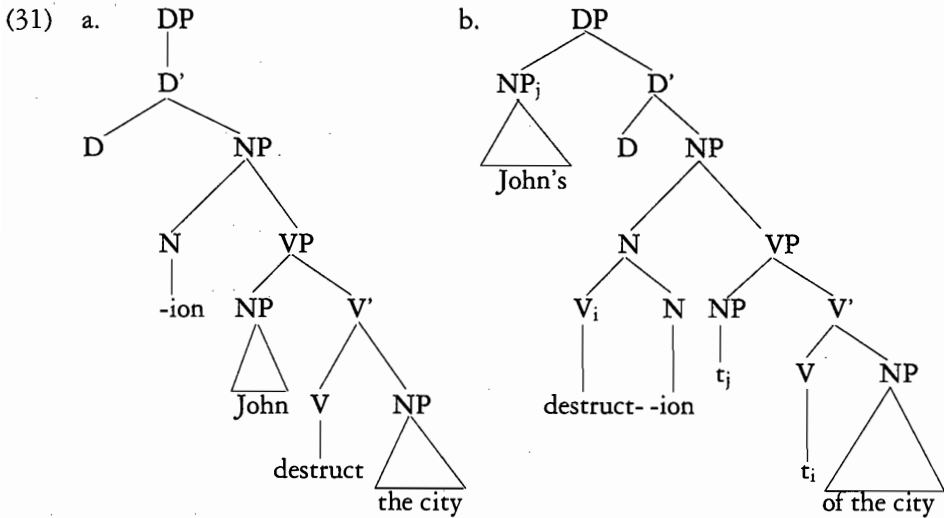 (31) a. DP b. DP
D' NPj D'
D NP John's D NP
N VP N VP
-ion NP V' Vi N NP V'
John V NP destruct- -ion tj V NP
destruct the city ti of the city